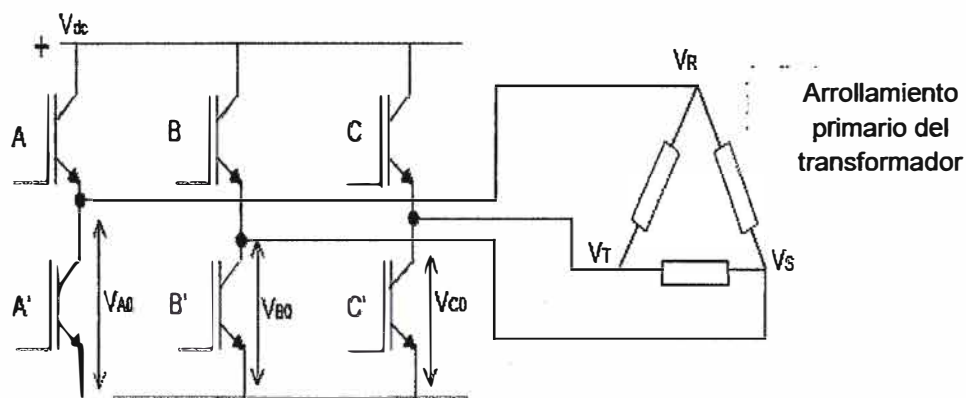 Vdc
+
VR
Arrollamiento
primario del
transformador
A
B
C
VT
VS
A'
VA0
B'
VB0
C'
VC0